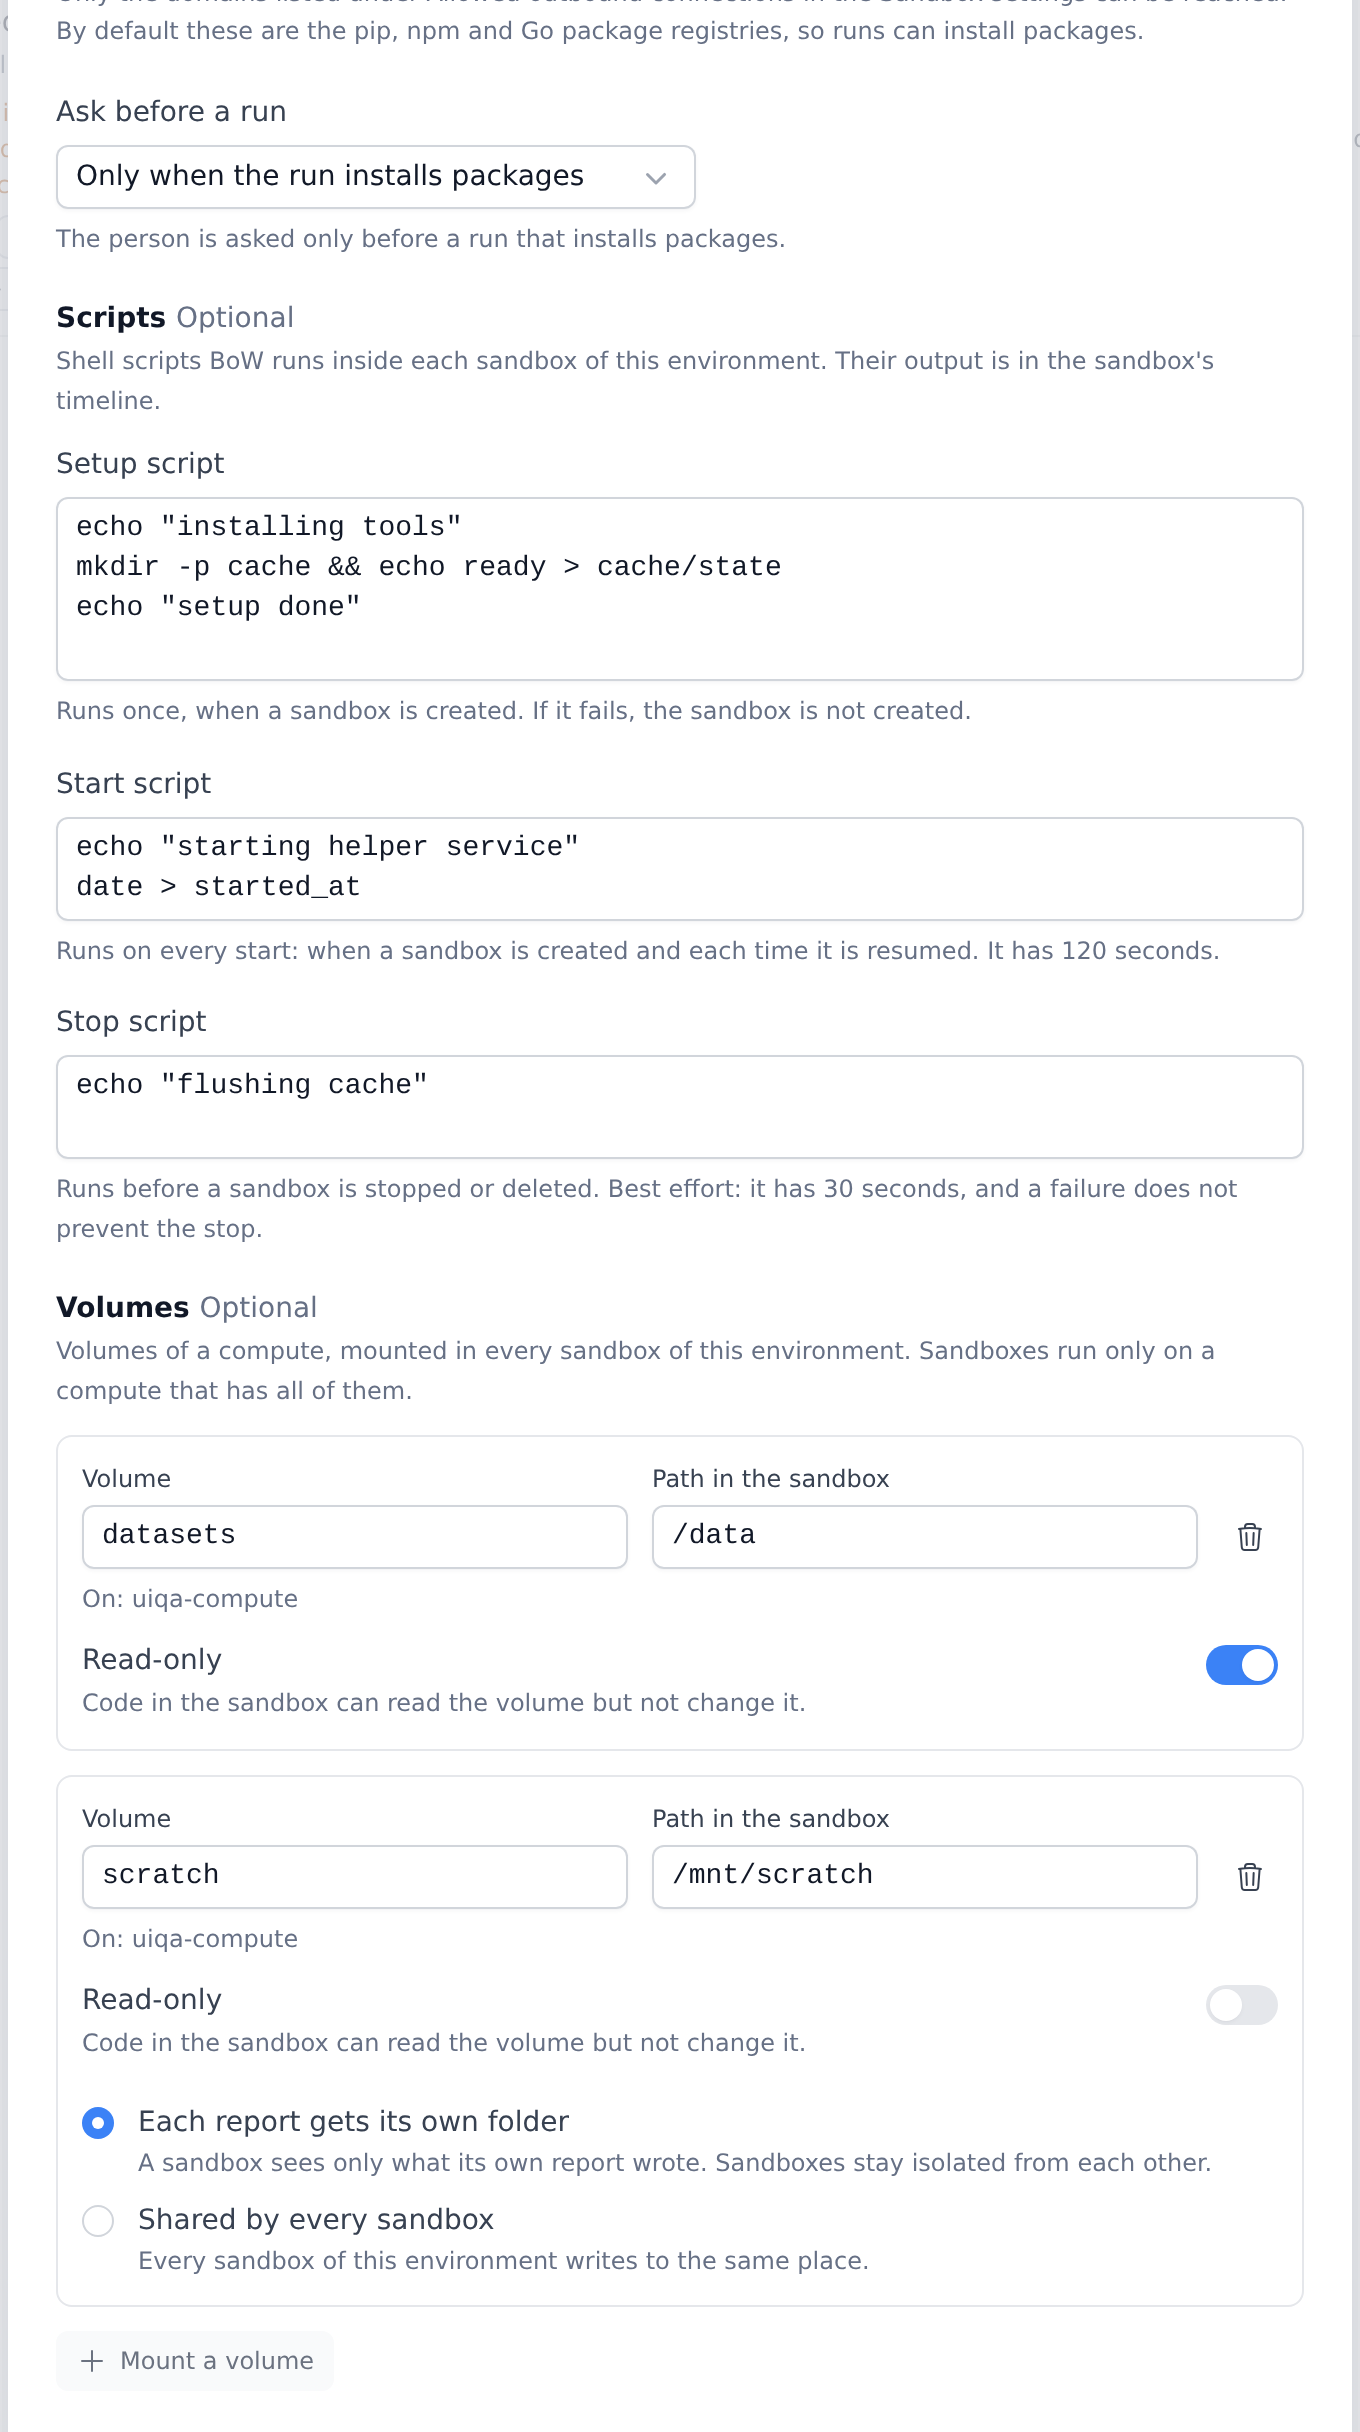 By default these are the pip, npm and Go package registries, so runs can install packages.
Ask before a run
Only when the run installs packages
The person is asked only before a run that installs packages.
Scripts Optional
Shell scripts BoW runs inside each sandbox of this environment. Their output is in the sandbox's
timeline.
Setup script
echo "installing tools"
mkdir -p cache && echo ready > cache/state
echo "setup done"
Runs once, when a sandbox is created. If it fails, the sandbox is not created.
Start script
echo "starting helper service"
date > started_at
Runs on every start: when a sandbox is created and each time it is resumed. It has 120 seconds.
Stop script
echo "flushing cache"
Runs before a sandbox is stopped or deleted. Best effort: it has 30 seconds, and a failure does not
prevent the stop.
Volumes Optional
Volumes of a compute, mounted in every sandbox of this environment. Sandboxes run only on a
compute that has all of them.
Volume Path in the sandbox
datasets /data
On: uiqa-compute
Read-only
Code in the sandbox can read the volume but not change it.
Volume Path in the sandbox
scratch /mnt/scratch
On: uiqa-compute
Read-only
Code in the sandbox can read the volume but not change it.
Each report gets its own folder
A sandbox sees only what its own report wrote. Sandboxes stay isolated from each other.
Shared by every sandbox
Every sandbox of this environment writes to the same place.
Mount a volume